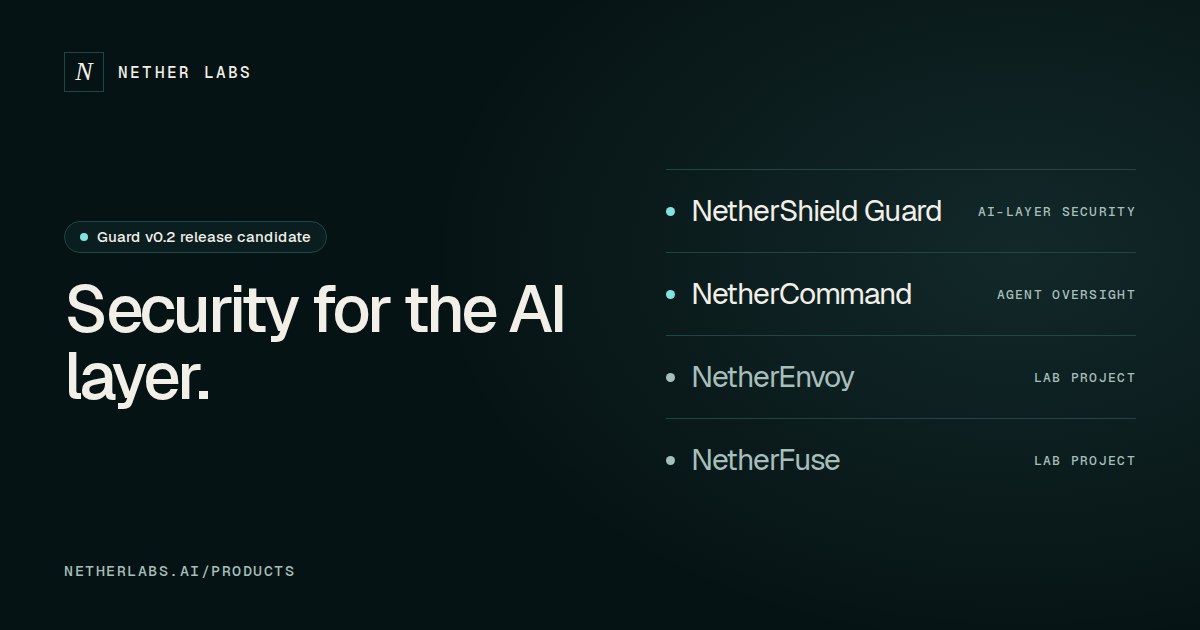 N
NETHER LABS
Guard v0.2 release candidate
Security for the AI
layer.
NetherShield Guard AI-LAYER SECURITY
NetherCommand AGENT OVERSIGHT
NetherEnvoy LAB PROJECT
NetherFuse LAB PROJECT
NETHERLABS.AI/PRODUCTS